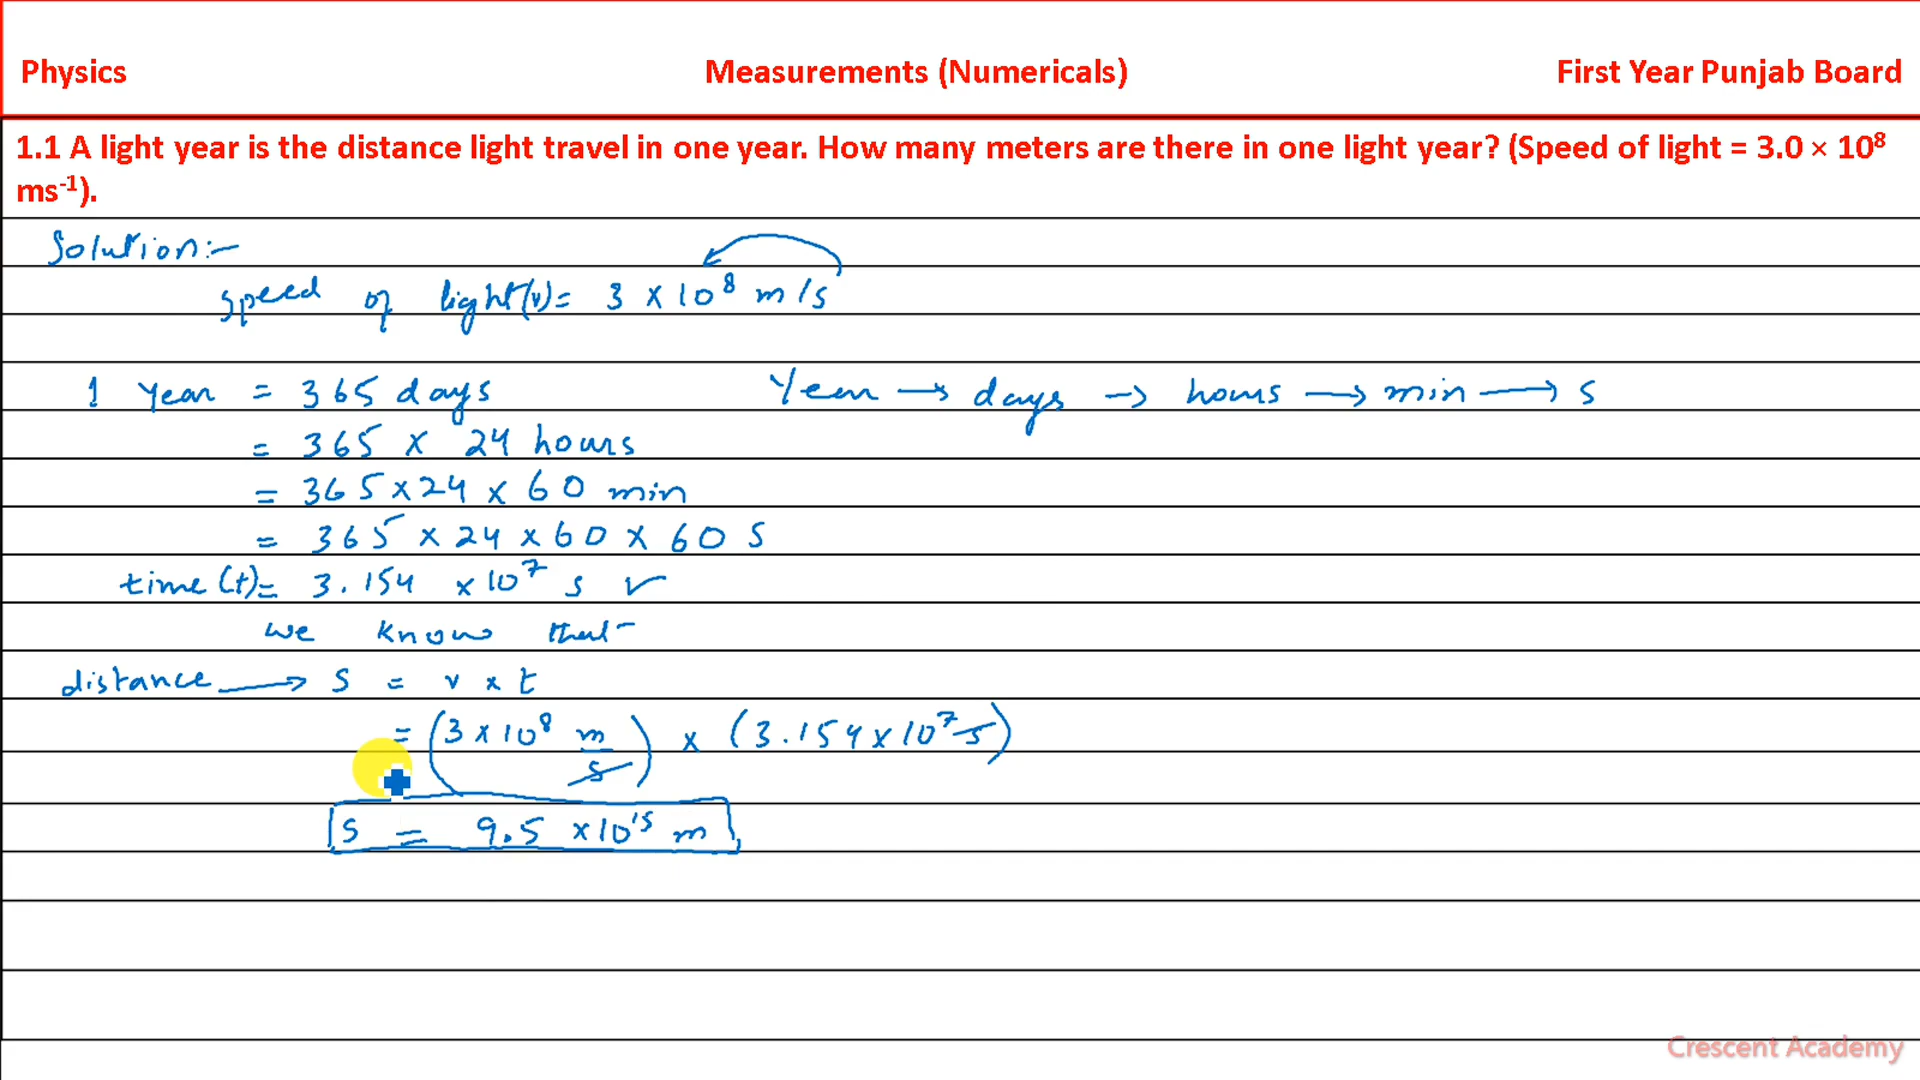 Physics Measurements (Numericals) First Year Punjab Board
1.1 A light year is the distance light travel in one year. How many meters are there in one light year? (Speed of light = 3.0 × 10⁸
ms⁻¹).
Solution:-
speed of light(v)= 3 × 10⁸ m/s
1 Year = 365 days Year → days → hours → min → s
= 365 × 24 hours
= 365 × 24 × 60 min
= 365 × 24 × 60 × 60 s
time (t)= 3.154 × 10⁷ s ✓
we know that
distance → s = v × t
= (3 × 10⁸ m/s) × (3.154 × 10⁷ s)
s = 9.5 × 10¹⁵ m
Crescent Academy